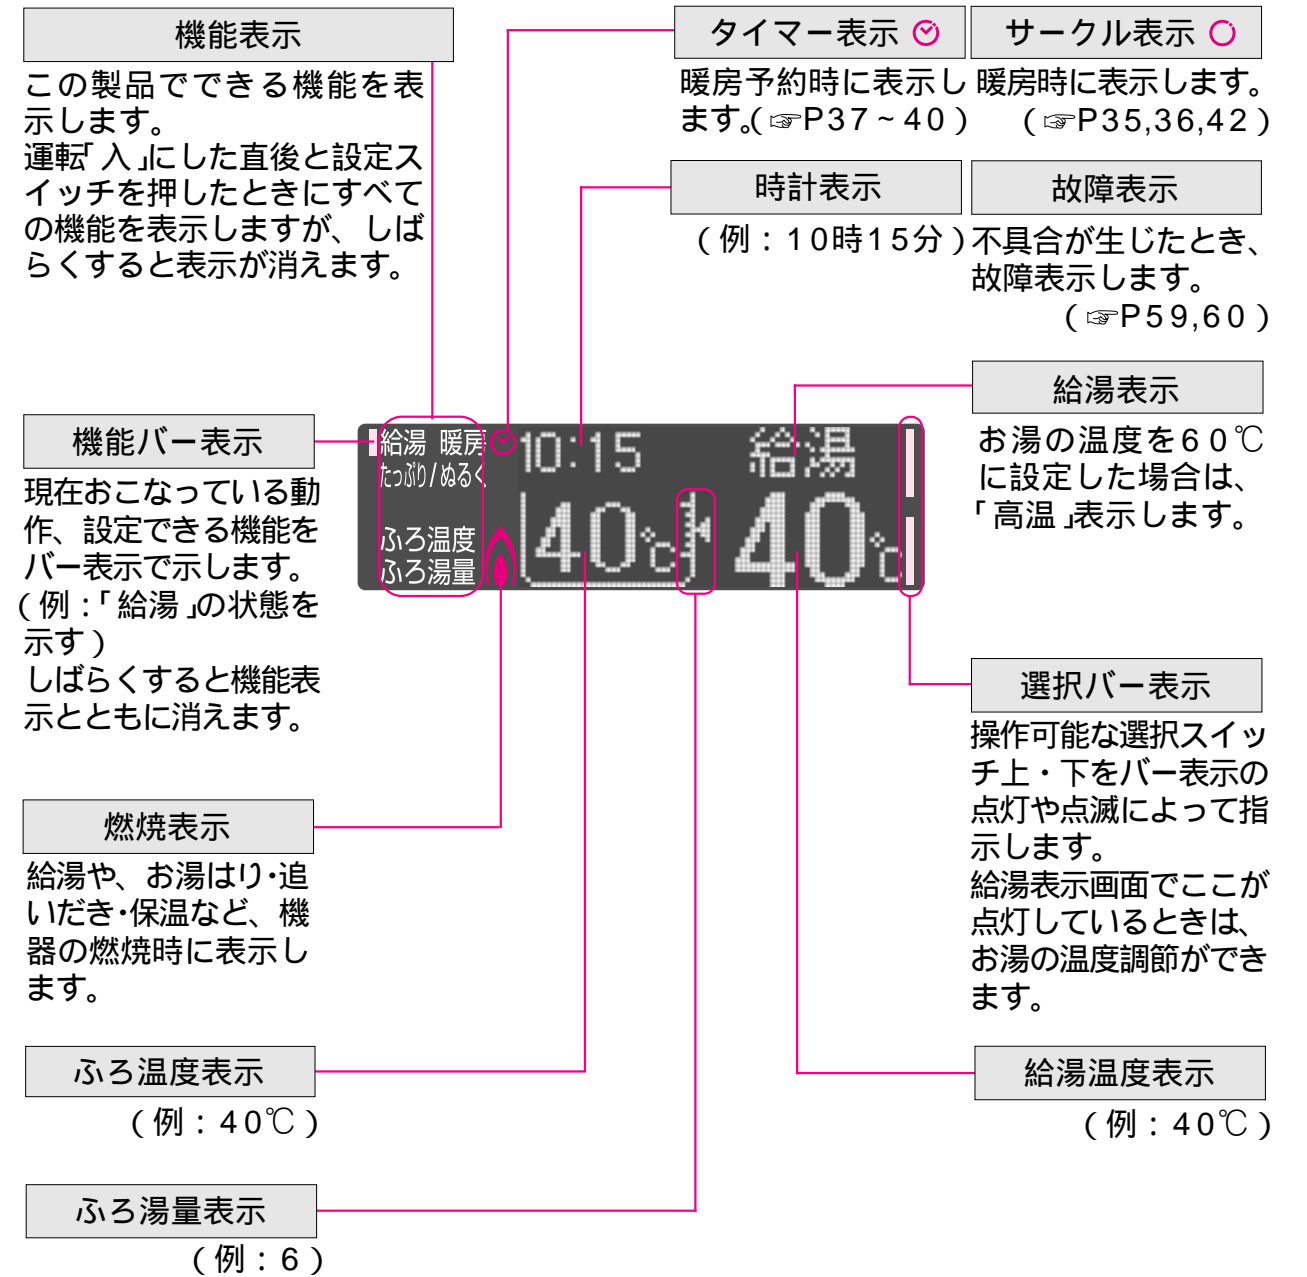 機能表示
この製品でできる機能を表
示します。
運転「入」にした直後と設定ス
イッチを押したときにすべて
の機能を表示しますが、しば
らくすると表示が消えます。
タイマー表示
暖房予約時に表示し
ます。(☞P37~40)
サークル表示
暖房時に表示します。
(☞P35,36,42)
時計表示
(例:10時15分)
故障表示
不具合が生じたとき、
故障表示します。
(☞P59,60)
給湯表示
お湯の温度を60℃
に設定した場合は、
「高温」表示します。
機能バー表示
現在おこなっている動
作、設定できる機能を
バー表示で示します。
(例:「給湯」の状態を
示す)
しばらくすると機能表
示とともに消えます。
給湯 暖房 10:15 給湯
たっぷり/ぬるく
ふろ温度 40℃ 40℃
ふろ湯量
選択バー表示
操作可能な選択スイッ
チ上・下をバー表示の
点灯や点滅によって指
示します。
給湯表示画面でここが
点灯しているときは、
お湯の温度調節ができ
ます。
燃焼表示
給湯や、お湯はり・追
いだき・保温など、機
器の燃焼時に表示し
ます。
ふろ温度表示
(例:40℃)
給湯温度表示
(例:40℃)
ふろ湯量表示
(例:6)